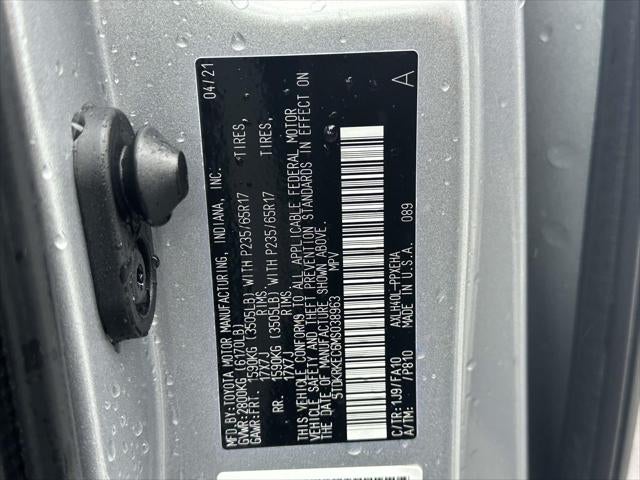 MFD.BY:TOYOTA MOTOR MANUFACTURING, INDIANA, INC. 04/21
GVWR:2800KG (6170LB)
GAWR:FRT. 1590KG (3505LB) WITH P235/65R17 TIRES,
17X7J RIMS.
RR. 1590KG (3505LB) WITH P235/65R17 TIRES,
17X7J RIMS.
THIS VEHICLE CONFORMS TO ALL APPLICABLE FEDERAL MOTOR
VEHICLE SAFETY AND THEFT PREVENTION STANDARDS IN EFFECT ON
THE DATE OF MANUFACTURE SHOWN ABOVE.
5TDKRKEC6MS038963 MPV
C/TR:1J9/FA10 AXLH40L-PPXEHA 089 A
A/TM: /P810 MADE IN U.S.A.